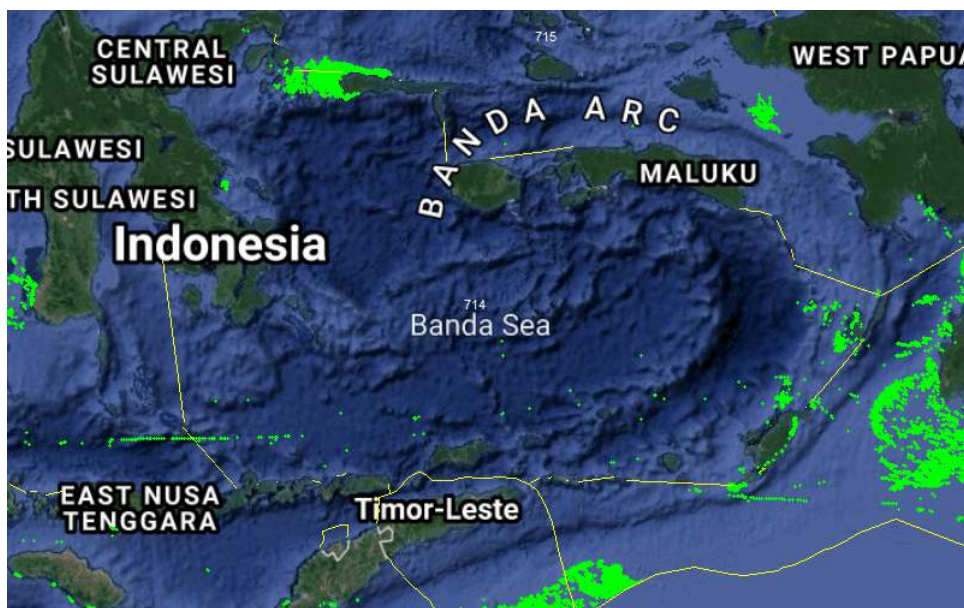 715
CENTRAL
SULAWESI
WEST PAPUA
BANDA ARC
SULAWESI
MALUKU
TH SULAWESI
Indonesia
714
Banda Sea
EAST NUSA
TENGGARA
Timor-Leste